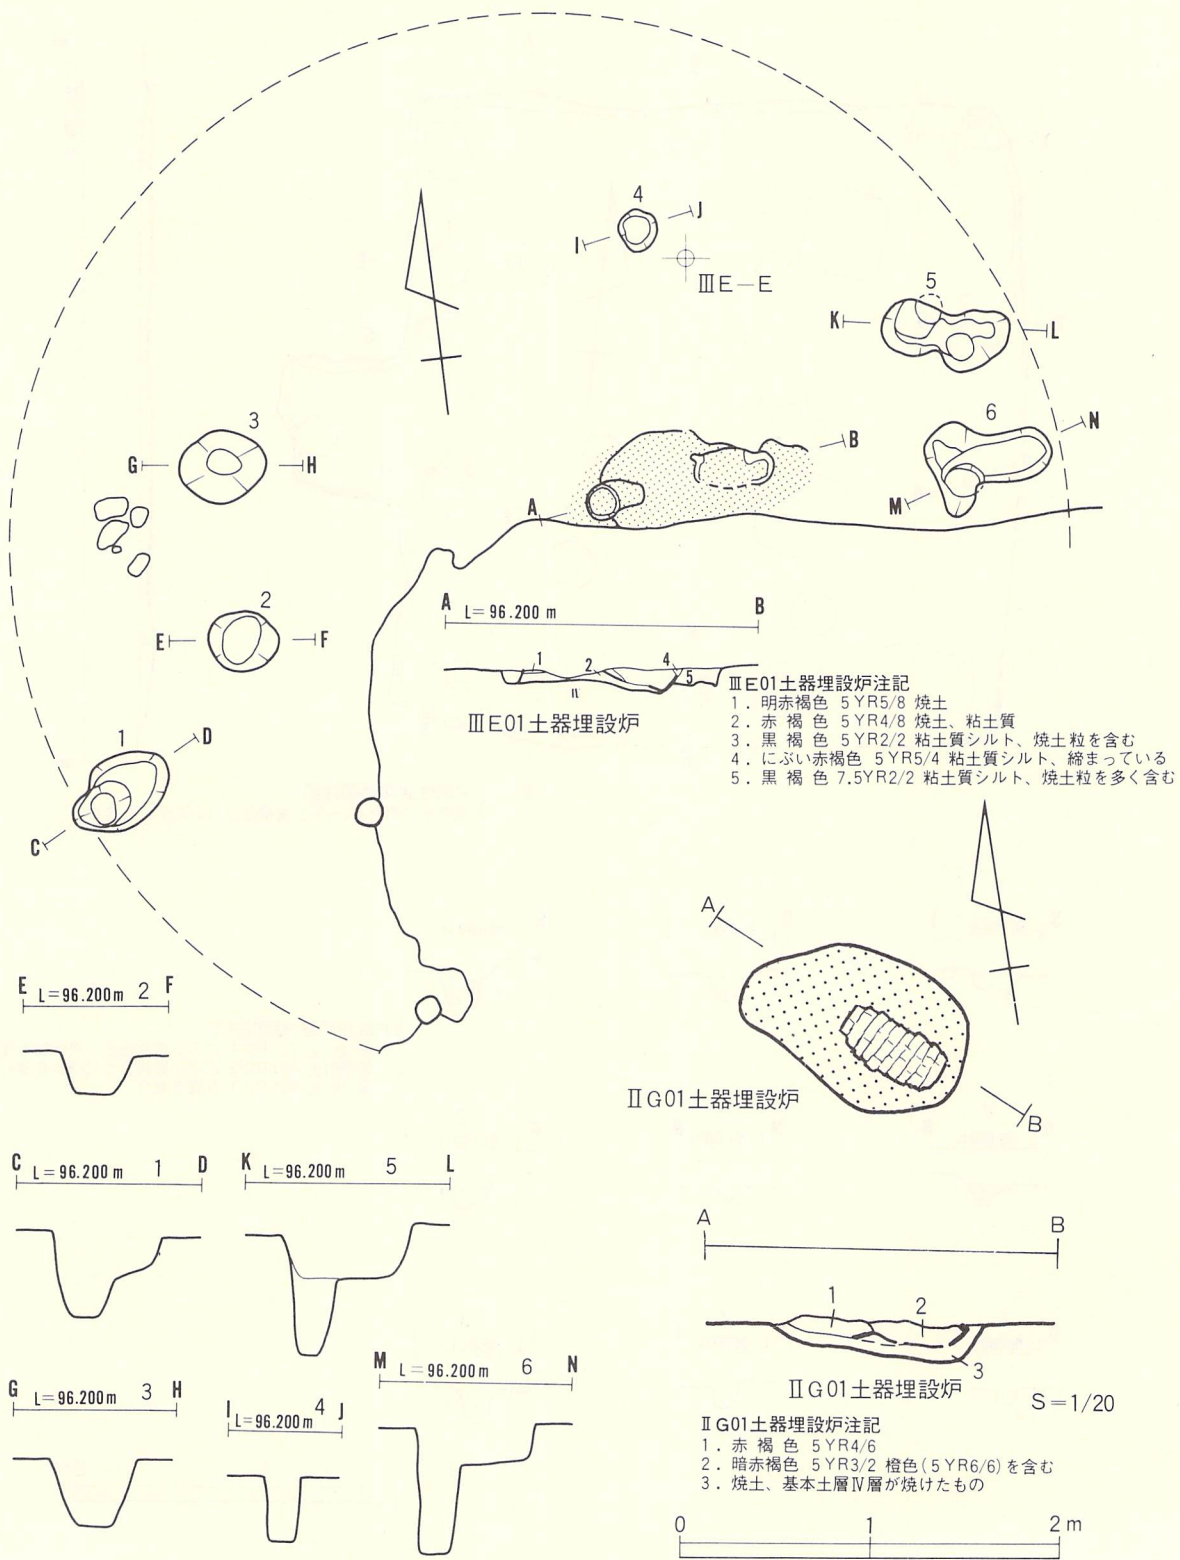 4
I
J
ⅢE−E
5
K
L
3
G
H
6
N
M
A
B
2
E
F
A L=96.200m B
1
2
4
5
ⅢE01土器埋設炉
ⅢE01土器埋設炉注記
1．明赤褐色 5YR5/8 焼土
2．赤褐色 5YR4/8 焼土、粘土質
3．黒褐色 5YR2/2 粘土質シルト、焼土粒を含む
4．にぶい赤褐色 5YR5/4 粘土質シルト、締まっている
5．黒褐色 7.5YR2/2 粘土質シルト、焼土粒を多く含む
1
D
C
A
B
ⅡG01土器埋設炉
E L=96.200m 2 F
C L=96.200m 1 D
K L=96.200m 5 L
A
B
1
2
3
ⅡG01土器埋設炉
S=1/20
G L=96.200m 3 H
I L=96.200m 4 J
M L=96.200m 6 N
ⅡG01土器埋設炉注記
1．赤褐色 5YR4/6
2．暗赤褐色 5YR3/2 橙色(5YR6/6)を含む
3．焼土、基本土層Ⅳ層が焼けたもの
0 1 2m